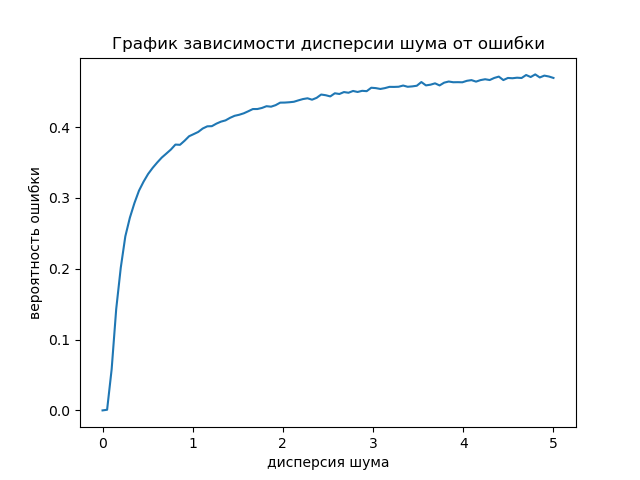 График зависимости дисперсии шума от ошибки
вероятность ошибки
0.4
0.3
0.2
0.1
0.0
0 1 2 3 4 5
дисперсия шума